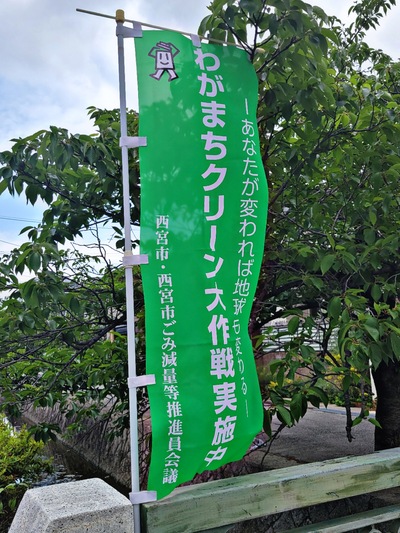 ―あなたが変われば地球も変わる―
わがまちクリーン大作戦実施中
西宮市・西宮市ごみ減量等推進員会議